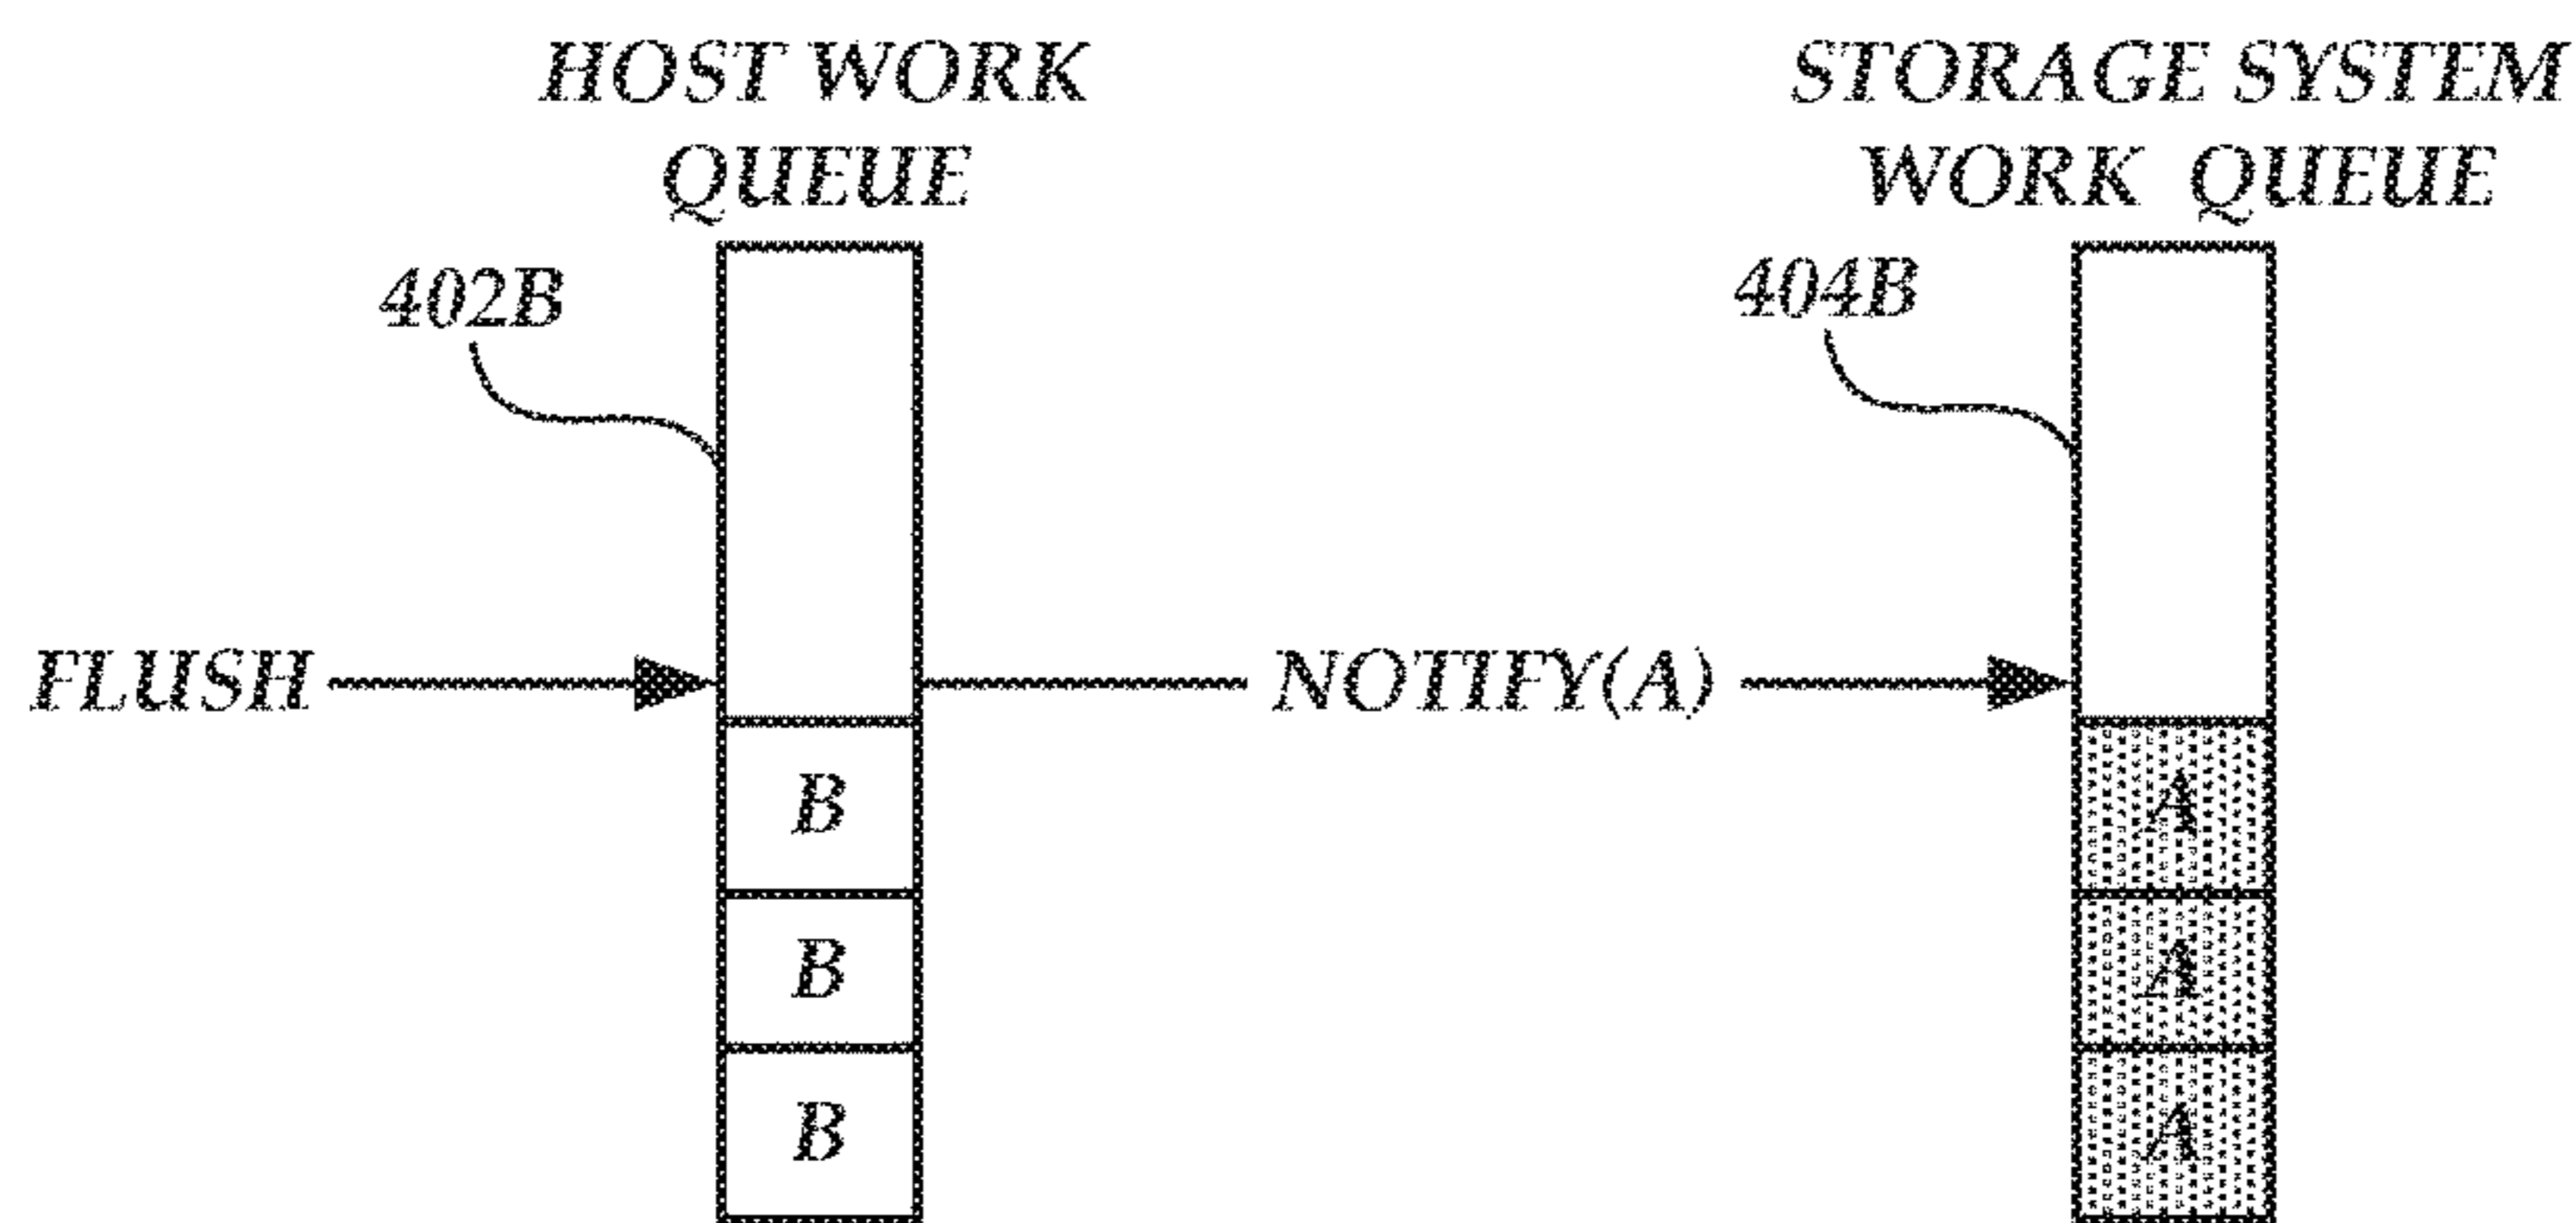 HOST WORK
QUEUE
STORAGE SYSTEM
WORK QUEUE
402B
404B
FLUSH
NOTIFY(A)
B
A
B
A
B
A